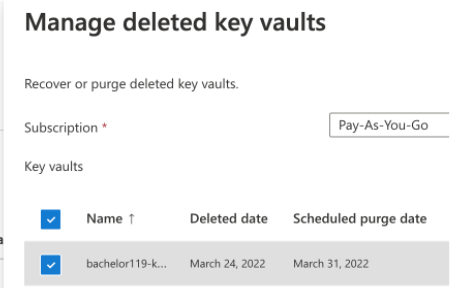 Manage deleted key vaults
Recover or purge deleted key vaults.
Subscription *
Pay-As-You-Go
Key vaults
Name ↑ Deleted date Scheduled purge date
bachelor119-k... March 24, 2022 March 31, 2022